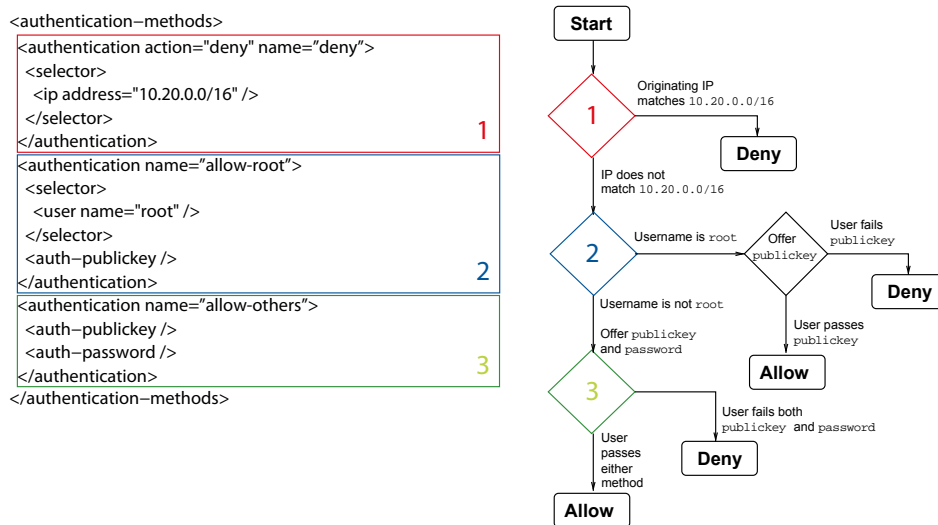 <authentication−methods>
<authentication action="deny" name=”deny”>
<selector>
<ip address="10.20.0.0/16" />
</selector>
</authentication>
1
<authentication name=”allow-root”>
<selector>
<user name="root" />
</selector>
<auth−publickey />
</authentication>
2
<authentication name=”allow-others”>
<auth−publickey />
<auth−password />
</authentication>
3
</authentication−methods>
Start
1
Originating IP
matches 10.20.0.0/16
Deny
IP does not
match 10.20.0.0/16
2
Username is root
Offer
publickey
User fails
publickey
Deny
Username is not root
User passes
publickey
Allow
Offer publickey
and password
3
User fails both
publickey and password
Deny
User
passes
either
method
Allow